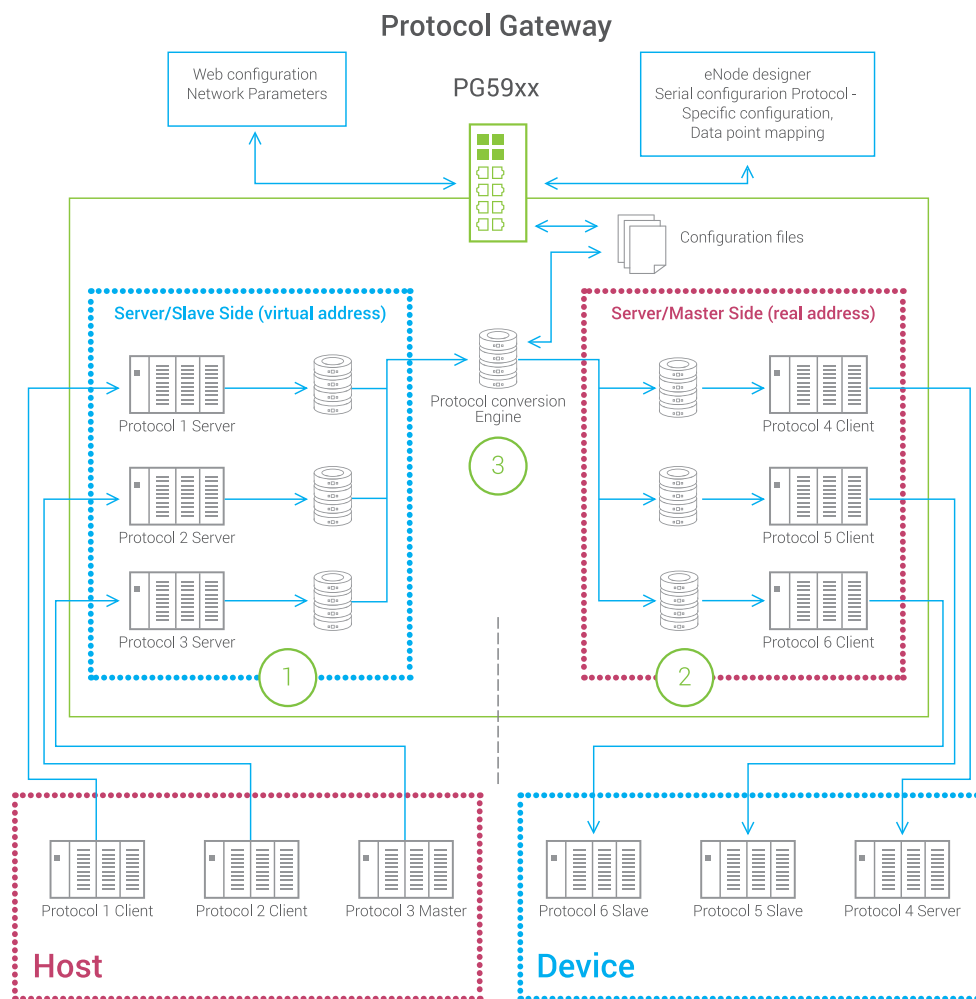 Protocol Gateway
Web configuration
Network Parameters
PG59xx
eNode designer
Serial configurarion Protocol -
Specific configuration,
Data point mapping
Configuration files
Server/Slave Side (virtual address)
Server/Master Side (real address)
Protocol 1 Server
Protocol conversion
Engine
Protocol 4 Client
3
Protocol 2 Server
Protocol 5 Client
Protocol 3 Server
Protocol 6 Client
1
2
Protocol 1 Client
Protocol 2 Client
Protocol 3 Master
Protocol 6 Slave
Protocol 5 Slave
Protocol 4 Server
Host
Device